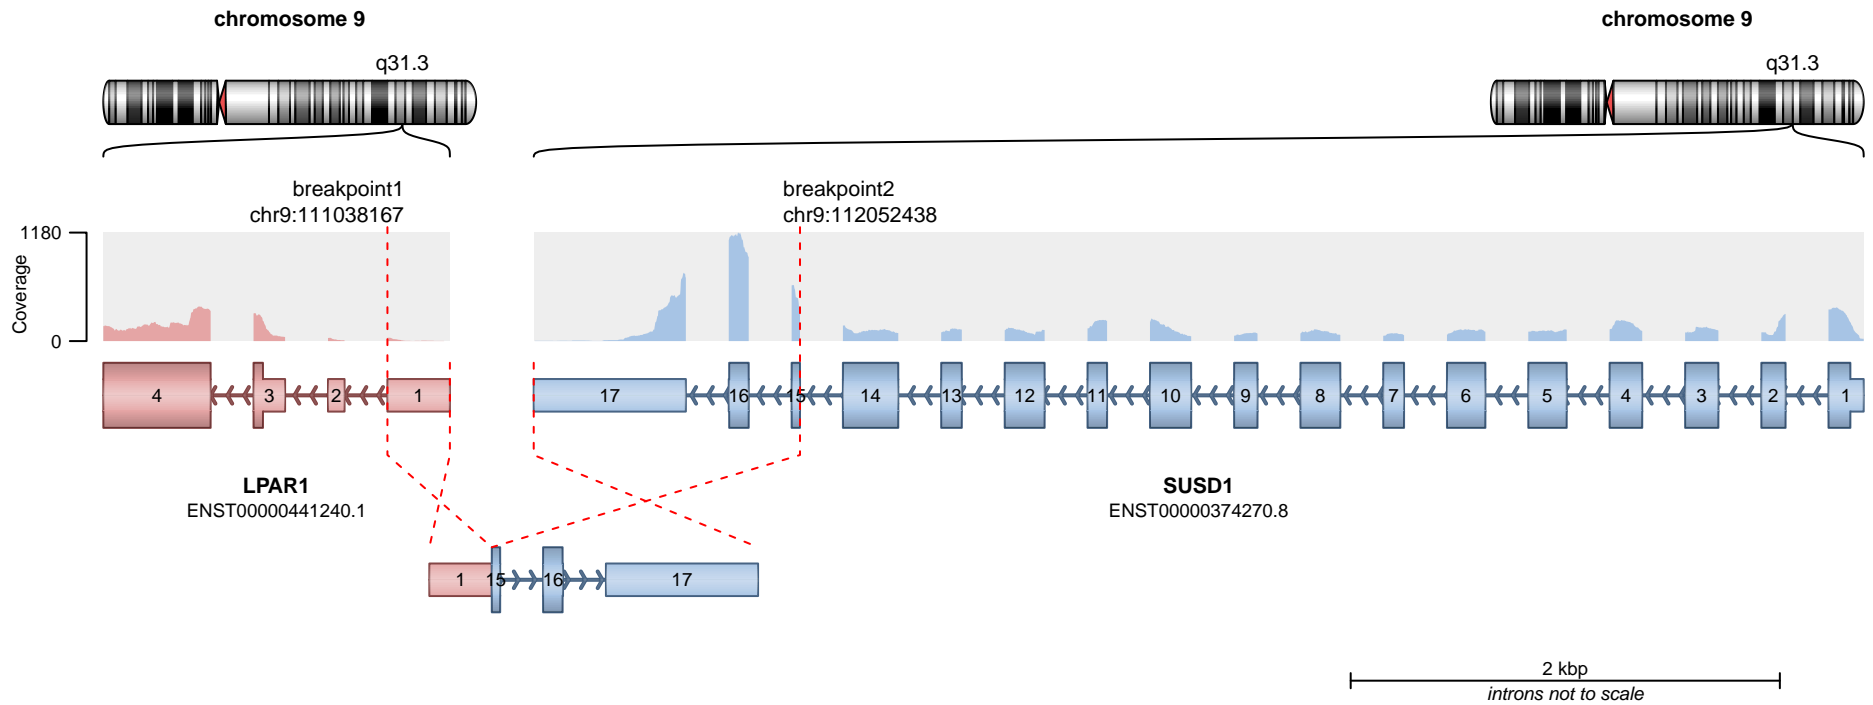 chromosome 9
chromosome 9
q31.3
q31.3
breakpoint1
chr9:111038167
breakpoint2
chr9:112052438
1180
0
Coverage
4 3 2 1 17 16 15 14 13 12 11 10 9 8 7 6 5 4 3 2 1
LPAR1
ENST00000441240.1
SUSD1
ENST00000374270.8
1 15 16 17
2 kbp
introns not to scale